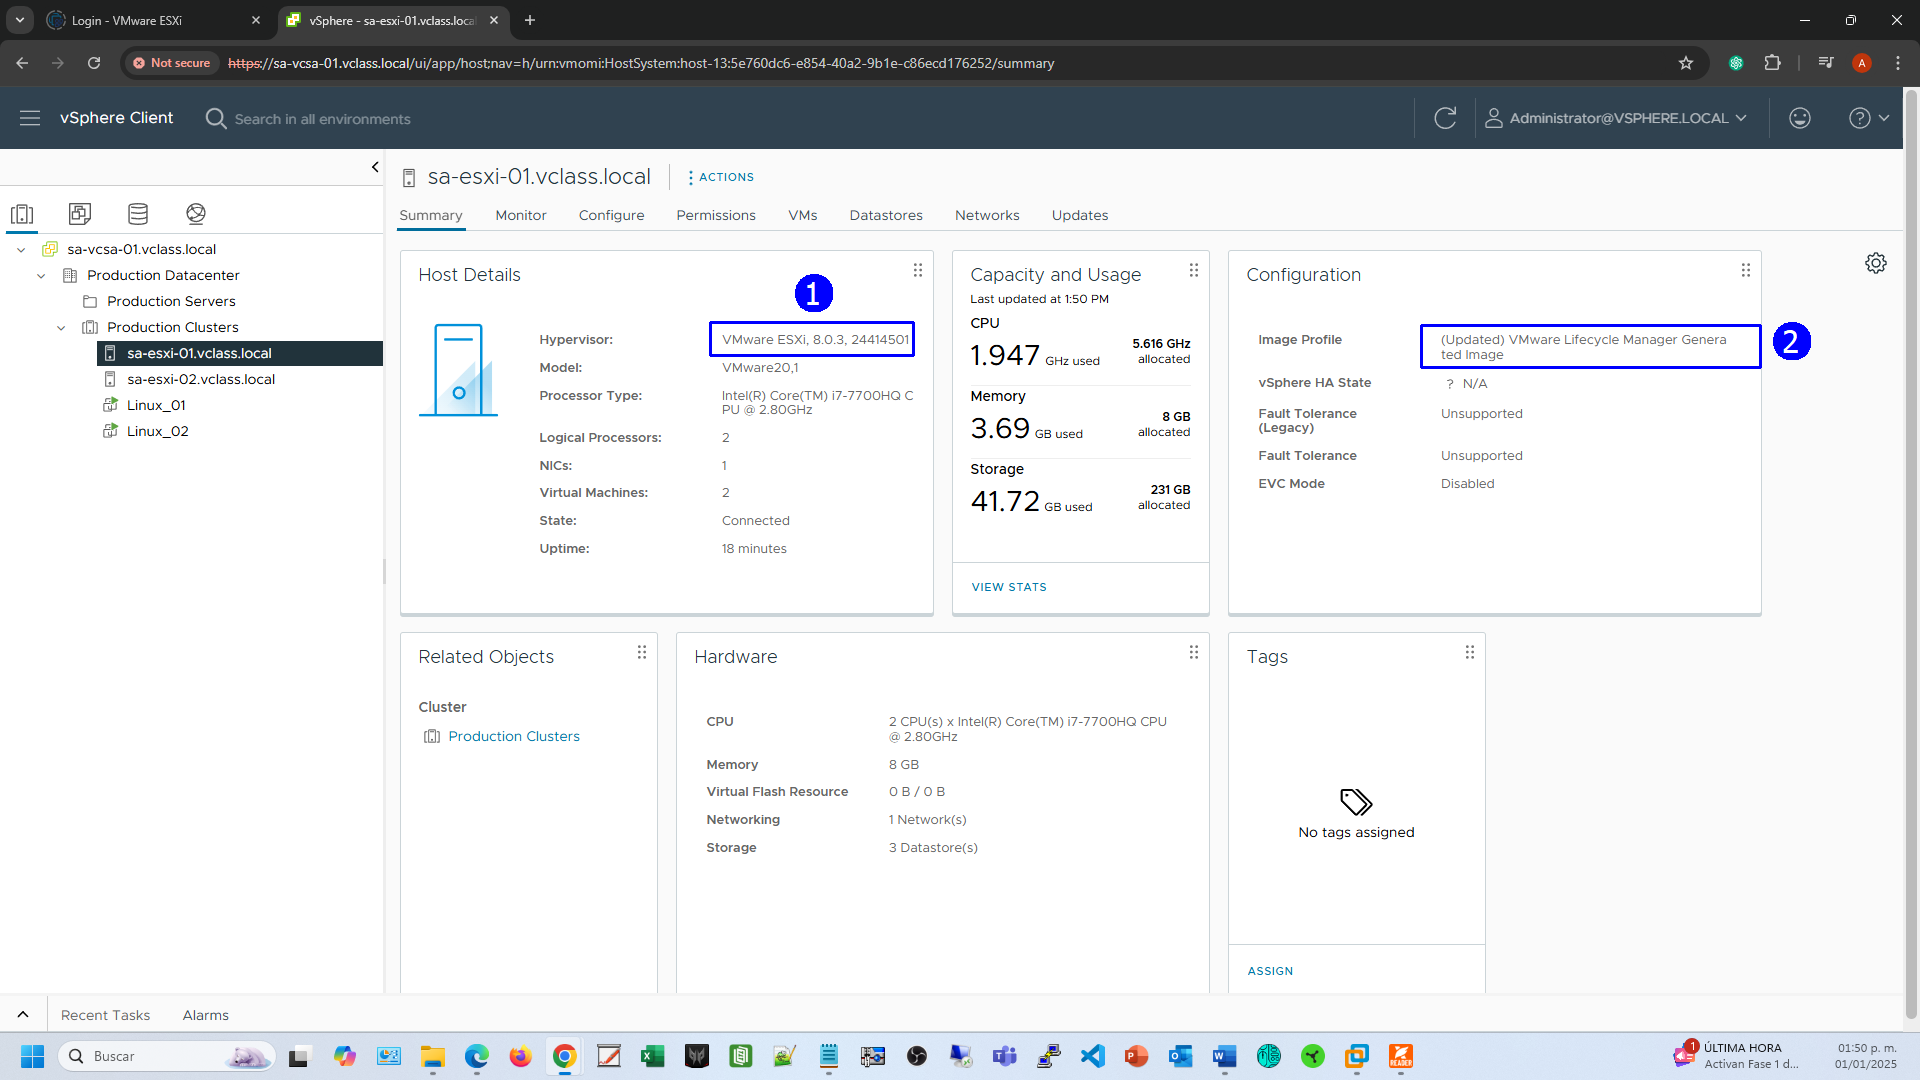 Login - VMware ESXi
vSphere - sa-esxi-01.vclass.loca
Not secure
https://sa-vcsa-01.vclass.local/ui/app/host;nav=h/urn:vmomi:HostSystem:host-13:5e760dc6-e854-40a2-9b1e-c86ecd176252/summary
A
vSphere Client
Search in all environments
Administrator@VSPHERE.LOCAL
sa-esxi-01.vclass.local
ACTIONS
Summary Monitor Configure Permissions VMs Datastores Networks Updates
sa-vcsa-01.vclass.local
Production Datacenter
Production Servers
Production Clusters
sa-esxi-01.vclass.local
sa-esxi-02.vclass.local
Linux_01
Linux_02
Host Details
1
Hypervisor: VMware ESXi, 8.0.3, 24414501
Model: VMware20,1
Processor Type: Intel(R) Core(TM) i7-7700HQ C
PU @ 2.80GHz
Logical Processors: 2
NICs: 1
Virtual Machines: 2
State: Connected
Uptime: 18 minutes
Capacity and Usage
Last updated at 1:50 PM
CPU
1.947 GHz used
5.616 GHz
allocated
Memory
3.69 GB used
8 GB
allocated
Storage
41.72 GB used
231 GB
allocated
VIEW STATS
Configuration
Image Profile (Updated) VMware Lifecycle Manager Genera
ted Image
2
vSphere HA State ? N/A
Fault Tolerance
(Legacy)
Unsupported
Fault Tolerance Unsupported
EVC Mode Disabled
Related Objects
Cluster
Production Clusters
Hardware
CPU 2 CPU(s) x Intel(R) Core(TM) i7-7700HQ CPU
@ 2.80GHz
Memory 8 GB
Virtual Flash Resource 0 B / 0 B
Networking 1 Network(s)
Storage 3 Datastore(s)
Tags
No tags assigned
ASSIGN
Recent Tasks Alarms
Buscar
1
ÚLTIMA HORA
Activan Fase 1 d...
01:50 p. m.
01/01/2025